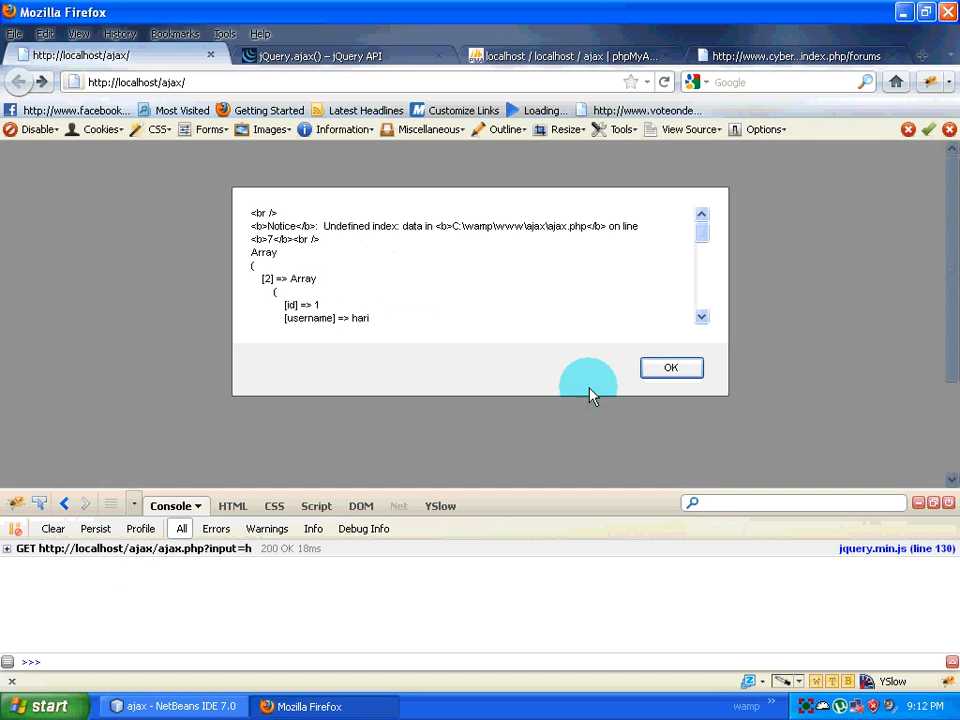 Mozilla Firefox
File Edit View History Bookmarks Tools Help
http://localhost/ajax/
jQuery.ajax() – jQuery API
localhost / localhost / ajax | phpMyA...
http://www.cyber...index.php/forums
http://localhost/ajax/
Google
http://www.facebook... Most Visited Getting Started Latest Headlines Customize Links Loading... http://www.voteonde...
Disable Cookies CSS Forms Images Information Miscellaneous Outline Resize Tools View Source Options
<br />
<b>Notice</b>: Undefined index: data in <b>C:\wamp\www\ajax\ajax.php</b> on line
<b>7</b><br />
Array
(
[2] => Array
(
[id] => 1
[username] => hari
OK
Console HTML CSS Script DOM Net YSlow
Clear Persist Profile All Errors Warnings Info Debug Info
GET http://localhost/ajax/ajax.php?input=h 200 OK 18ms jquery.min.js (line 130)
>>>
W T B YSlow
start ajax - NetBeans IDE 7.0 Mozilla Firefox wamp 9:12 PM